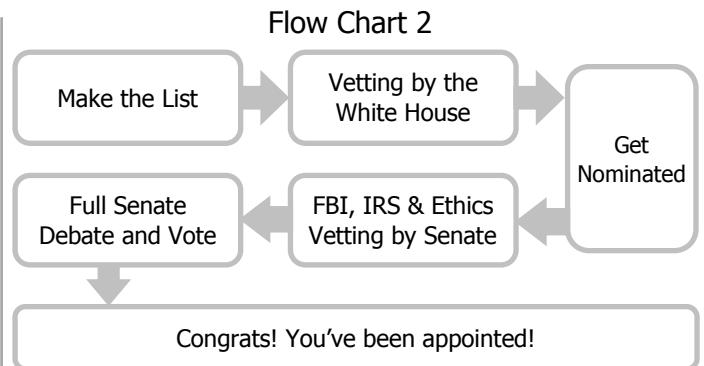 Flow Chart 2
Make the List
Vetting by the
White House
Get
Nominated
FBI, IRS & Ethics
Vetting by Senate
Full Senate
Debate and Vote
Congrats! You’ve been appointed!